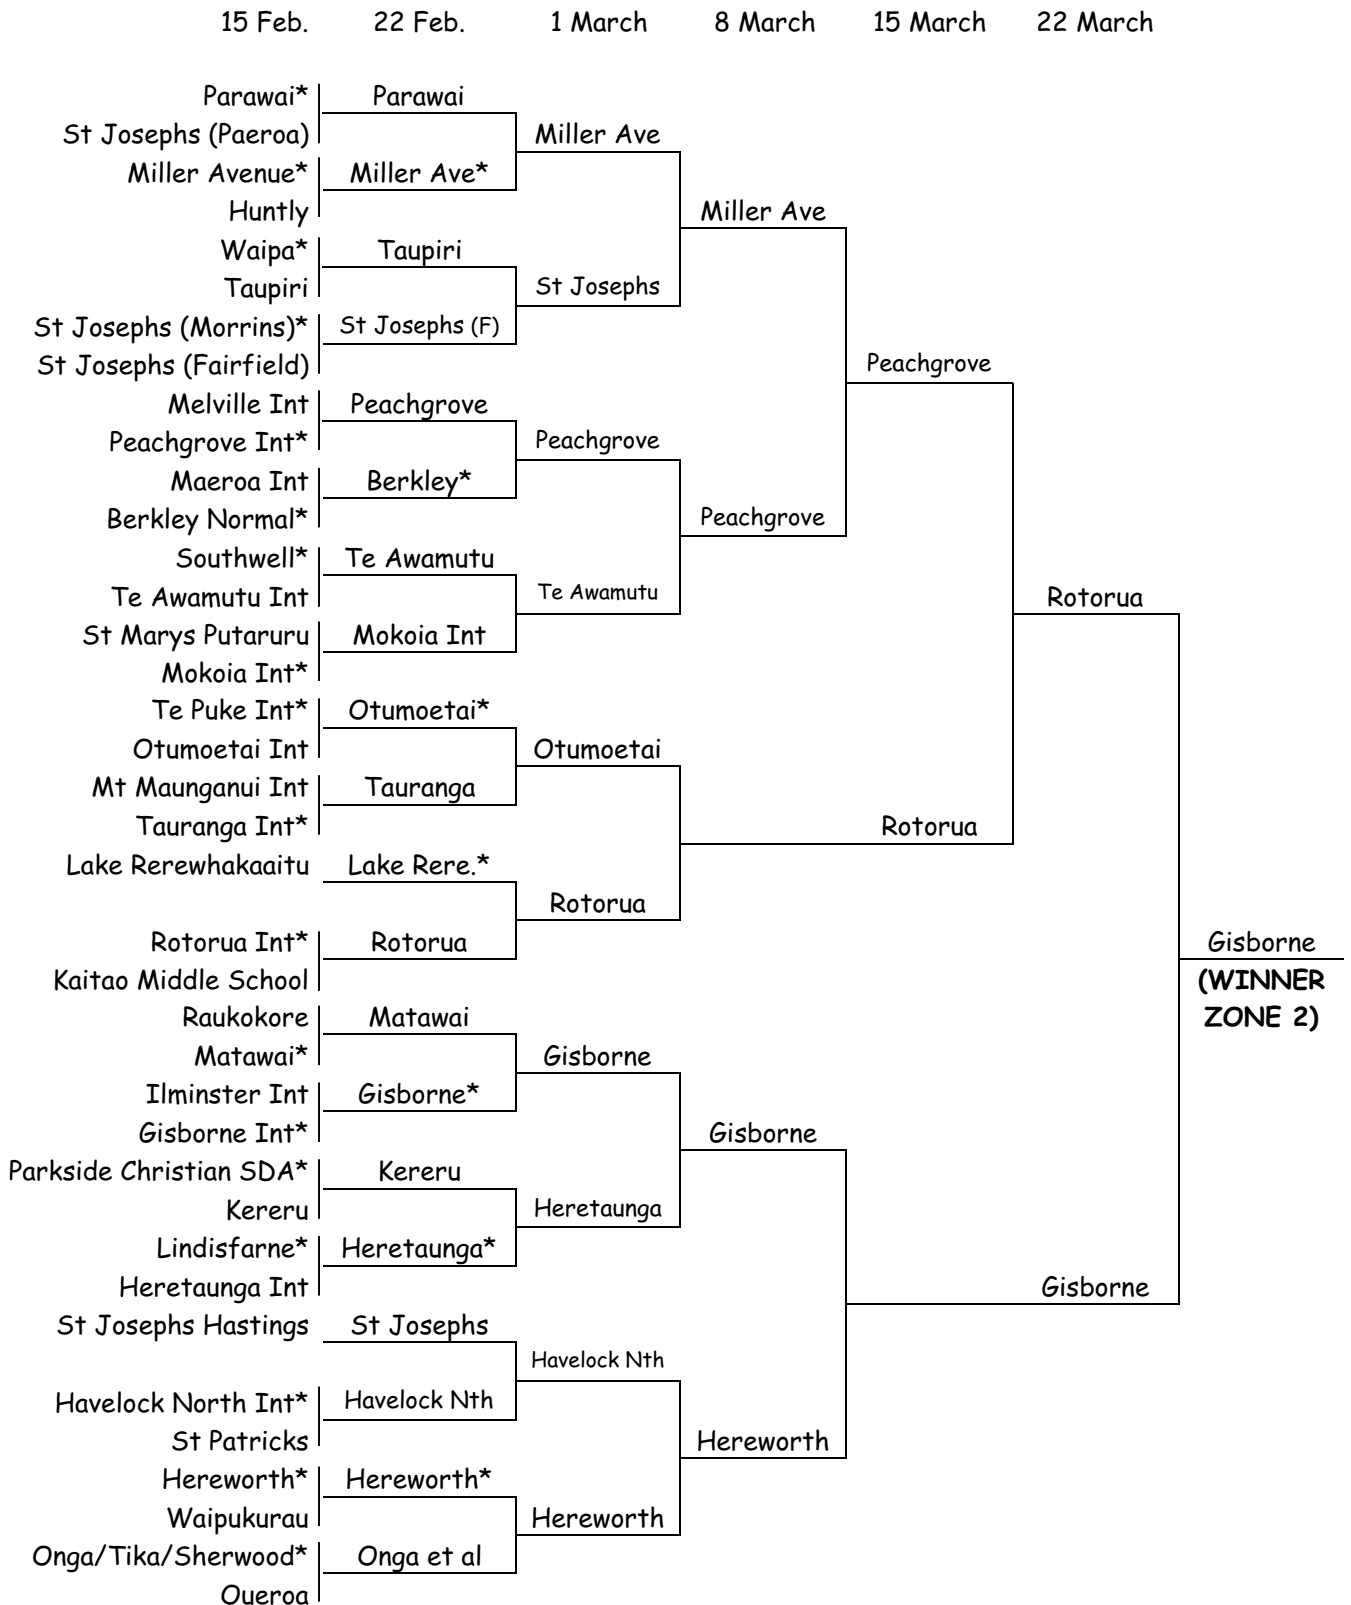 15 Feb. 22 Feb. 1 March 8 March 15 March 22 March
Parawai* Parawai
St Josephs (Paeroa) Miller Ave
Miller Avenue* Miller Ave*
Huntly Miller Ave
Waipa* Taupiri
Taupiri St Josephs
St Josephs (Morrins)* St Josephs (F)
St Josephs (Fairfield) Peachgrove
Melville Int Peachgrove
Peachgrove Int* Peachgrove
Maeroa Int Berkley*
Berkley Normal* Peachgrove
Southwell* Te Awamutu
Te Awamutu Int Te Awamutu Rotorua
St Marys Putaruru Mokoia Int
Mokoia Int*
Te Puke Int* Otumoetai*
Otumoetai Int Otumoetai
Mt Maunganui Int Tauranga
Tauranga Int* Rotorua
Lake Rerewhakaaitu Lake Rere.*
Rotorua
Rotorua Int* Rotorua Gisborne
Kaitao Middle School (WINNER
Raukokore Matawai ZONE 2)
Matawai* Gisborne
Ilminster Int Gisborne*
Gisborne Int* Gisborne
Parkside Christian SDA* Kereru
Kereru Heretaunga
Lindisfarne* Heretaunga*
Heretaunga Int Gisborne
St Josephs Hastings St Josephs
Havelock Nth
Havelock North Int* Havelock Nth
St Patricks Hereworth
Hereworth* Hereworth*
Waipukurau Hereworth
Onga/Tika/Sherwood* Onga et al
Oueroa